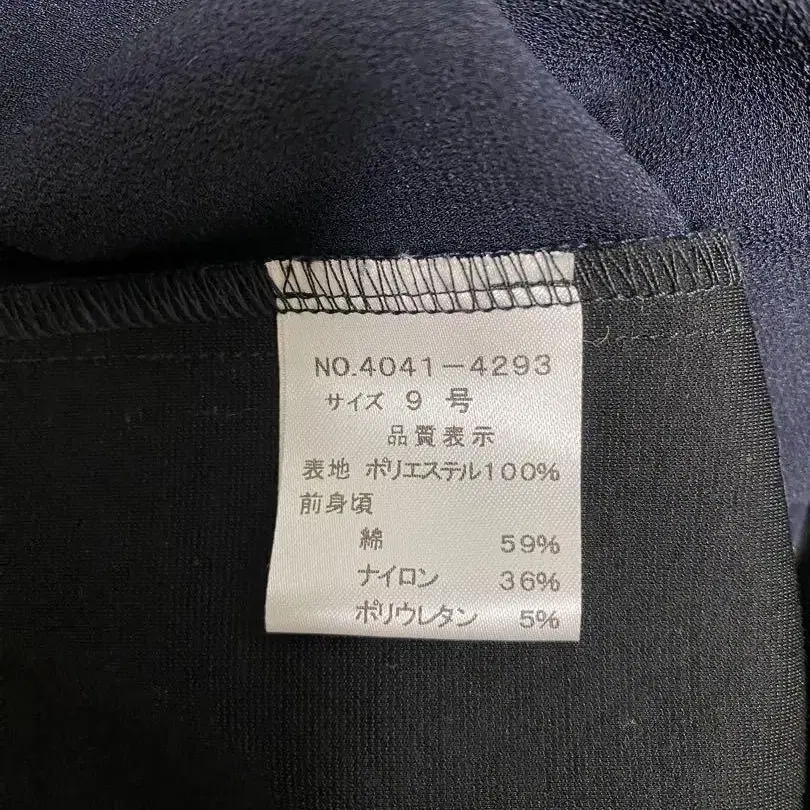 NO.4041-4293
サイズ 9 号
品質表示
表地 ポリエステル100%
前身頃
綿 59%
ナイロン 36%
ポリウレタン 5%